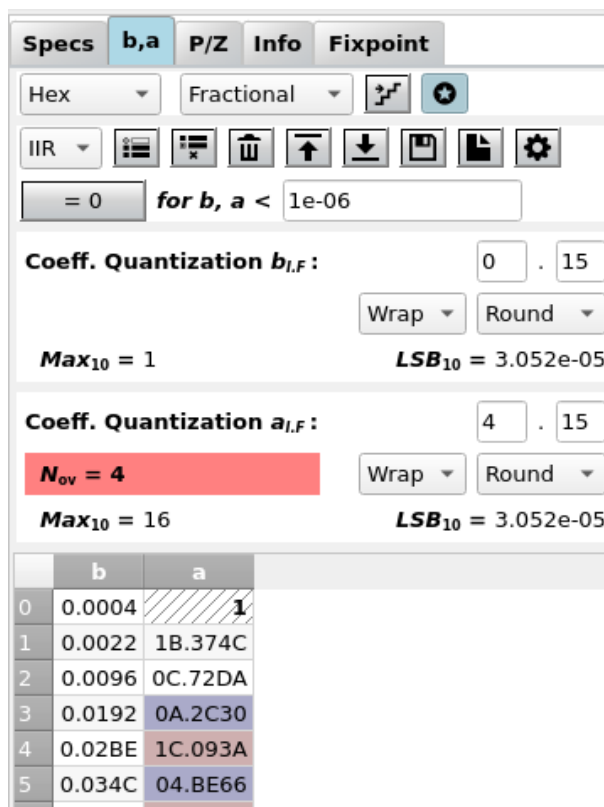 Specs b,a P/Z Info Fixpoint
Hex Fractional
IIR
= 0 for b, a < 1e-06
Coeff. Quantization b_I.F : 0 . 15
Wrap Round
Max₁₀ = 1 LSB₁₀ = 3.052e-05
Coeff. Quantization a_I.F : 4 . 15
N_ov = 4 Wrap Round
Max₁₀ = 16 LSB₁₀ = 3.052e-05
b a
0 0.0004 1
1 0.0022 1B.374C
2 0.0096 0C.72DA
3 0.0192 0A.2C30
4 0.02BE 1C.093A
5 0.034C 04.BE66